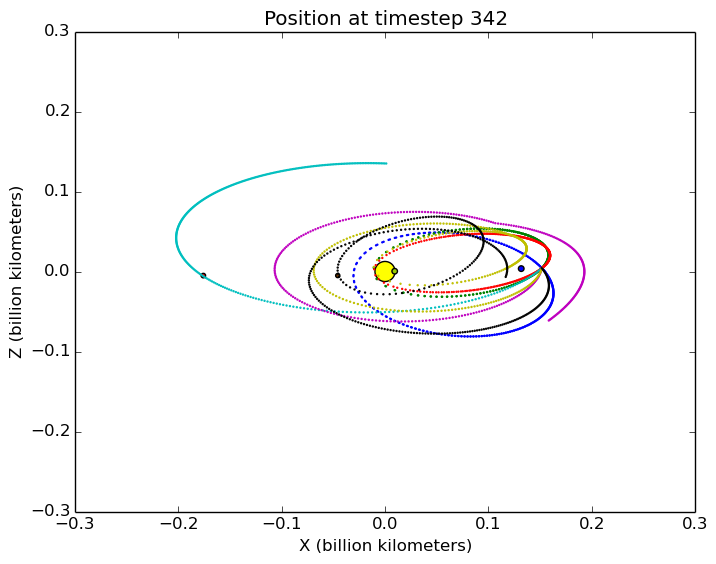 Position at timestep 342
0.3
0.2
0.1
0.0
−0.1
−0.2
−0.3
Z (billion kilometers)
−0.3 −0.2 −0.1 0.0 0.1 0.2 0.3
X (billion kilometers)